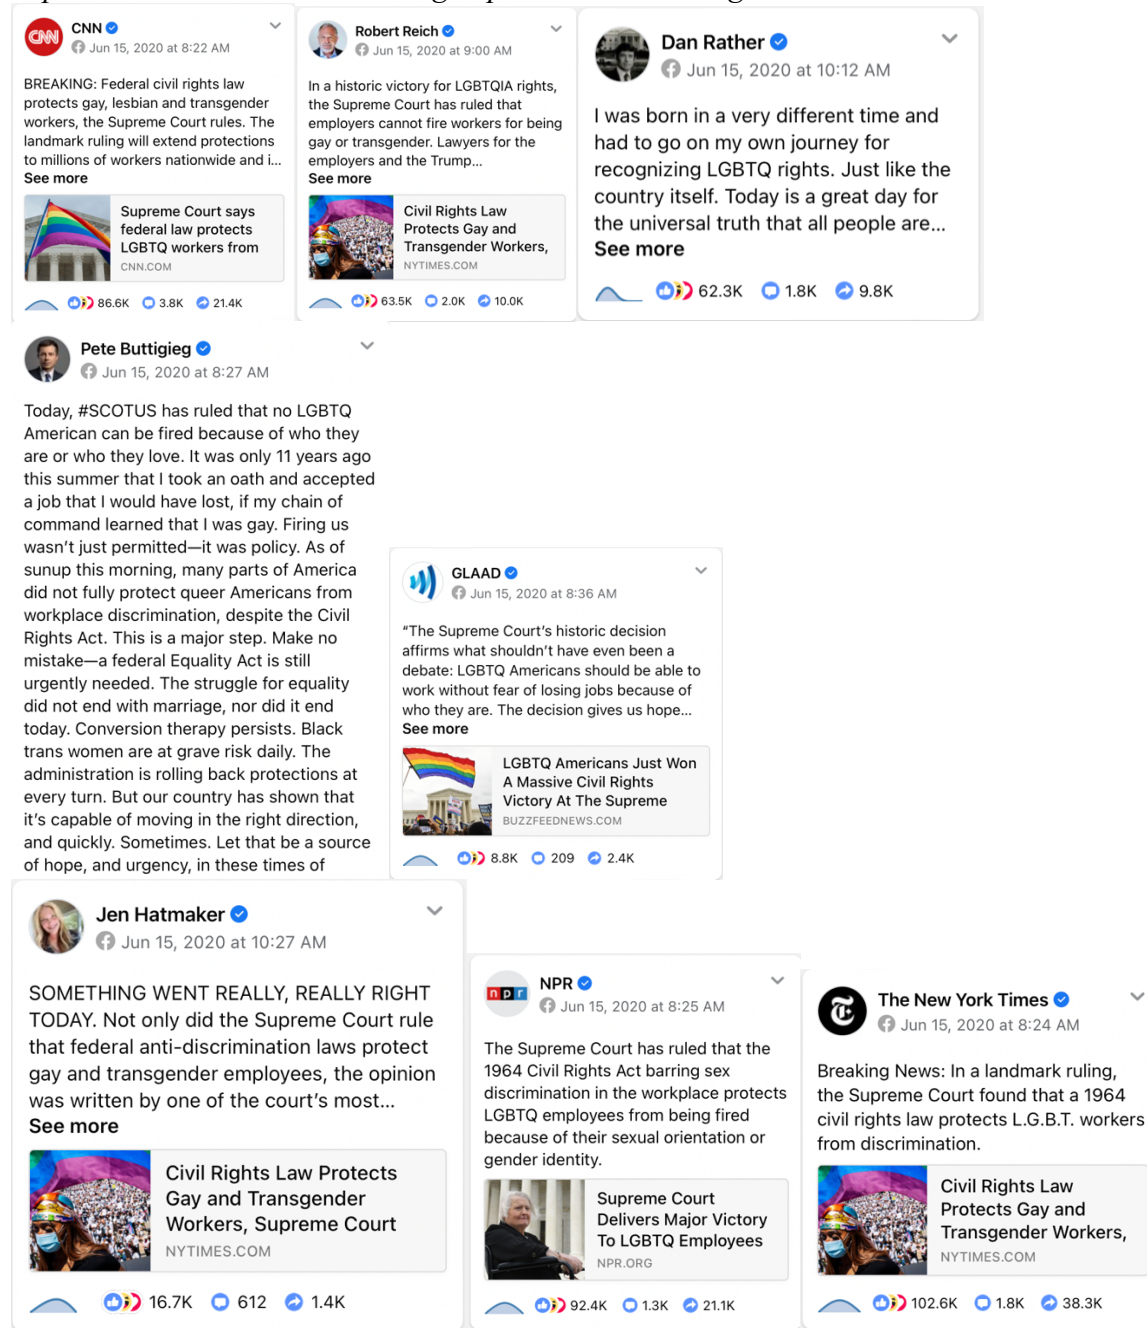 CNN
Jun 15, 2020 at 8:22 AM
BREAKING: Federal civil rights law
protects gay, lesbian and transgender
workers, the Supreme Court rules. The
landmark ruling will extend protections
to millions of workers nationwide and i...
See more
Supreme Court says
federal law protects
LGBTQ workers from
CNN.COM
86.6K 3.8K 21.4K
Robert Reich
Jun 15, 2020 at 9:00 AM
In a historic victory for LGBTQIA rights,
the Supreme Court has ruled that
employers cannot fire workers for being
gay or transgender. Lawyers for the
employers and the Trump...
See more
Civil Rights Law
Protects Gay and
Transgender Workers,
NYTIMES.COM
63.5K 2.0K 10.0K
Dan Rather
Jun 15, 2020 at 10:12 AM
I was born in a very different time and
had to go on my own journey for
recognizing LGBTQ rights. Just like the
country itself. Today is a great day for
the universal truth that all people are...
See more
62.3K 1.8K 9.8K
Pete Buttigieg
Jun 15, 2020 at 8:27 AM
Today, #SCOTUS has ruled that no LGBTQ
American can be fired because of who they
are or who they love. It was only 11 years ago
this summer that I took an oath and accepted
a job that I would have lost, if my chain of
command learned that I was gay. Firing us
wasn't just permitted—it was policy. As of
sunup this morning, many parts of America
did not fully protect queer Americans from
workplace discrimination, despite the Civil
Rights Act. This is a major step. Make no
mistake—a federal Equality Act is still
urgently needed. The struggle for equality
did not end with marriage, nor did it end
today. Conversion therapy persists. Black
trans women are at grave risk daily. The
administration is rolling back protections at
every turn. But our country has shown that
it's capable of moving in the right direction,
and quickly. Sometimes. Let that be a source
of hope, and urgency, in these times of
GLAAD
Jun 15, 2020 at 8:36 AM
"The Supreme Court's historic decision
affirms what shouldn't have even been a
debate: LGBTQ Americans should be able to
work without fear of losing jobs because of
who they are. The decision gives us hope...
See more
LGBTQ Americans Just Won
A Massive Civil Rights
Victory At The Supreme
BUZZFEEDNEWS.COM
8.8K 209 2.4K
Jen Hatmaker
Jun 15, 2020 at 10:27 AM
SOMETHING WENT REALLY, REALLY RIGHT
TODAY. Not only did the Supreme Court rule
that federal anti-discrimination laws protect
gay and transgender employees, the opinion
was written by one of the court's most...
See more
Civil Rights Law Protects
Gay and Transgender
Workers, Supreme Court
NYTIMES.COM
16.7K 612 1.4K
npr
NPR
Jun 15, 2020 at 8:25 AM
The Supreme Court has ruled that the
1964 Civil Rights Act barring sex
discrimination in the workplace protects
LGBTQ employees from being fired
because of their sexual orientation or
gender identity.
Supreme Court
Delivers Major Victory
To LGBTQ Employees
NPR.ORG
92.4K 1.3K 21.1K
The New York Times
Jun 15, 2020 at 8:24 AM
Breaking News: In a landmark ruling,
the Supreme Court found that a 1964
civil rights law protects L.G.B.T. workers
from discrimination.
Civil Rights Law
Protects Gay and
Transgender Workers,
NYTIMES.COM
102.6K 1.8K 38.3K